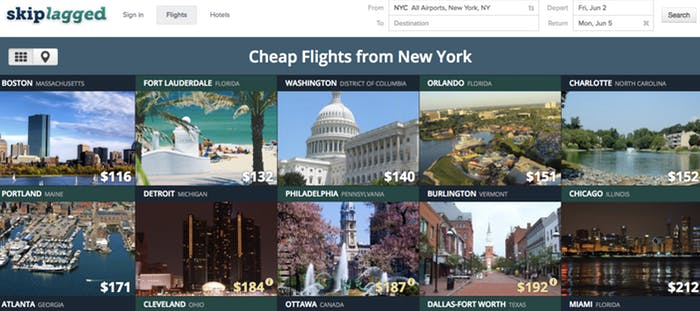 skiplagged
Sign in Flights Hotels
From NYC All Airports, New York, NY
Depart Fri, Jun 2
To Destination
Return Mon, Jun 5
Search
Cheap Flights from New York
BOSTON MASSACHUSETTS
$116
FORT LAUDERDALE FLORIDA
$132
WASHINGTON DISTRICT OF COLUMBIA
$140
ORLANDO FLORIDA
$151
CHARLOTTE NORTH CAROLINA
$152
PORTLAND MAINE
$171
DETROIT MICHIGAN
$184
PHILADELPHIA PENNSYLVANIA
$187
BURLINGTON VERMONT
$192
CHICAGO ILLINOIS
$212
ATLANTA GEORGIA
CLEVELAND OHIO
OTTAWA CANADA
DALLAS-FORT WORTH TEXAS
MIAMI FLORIDA